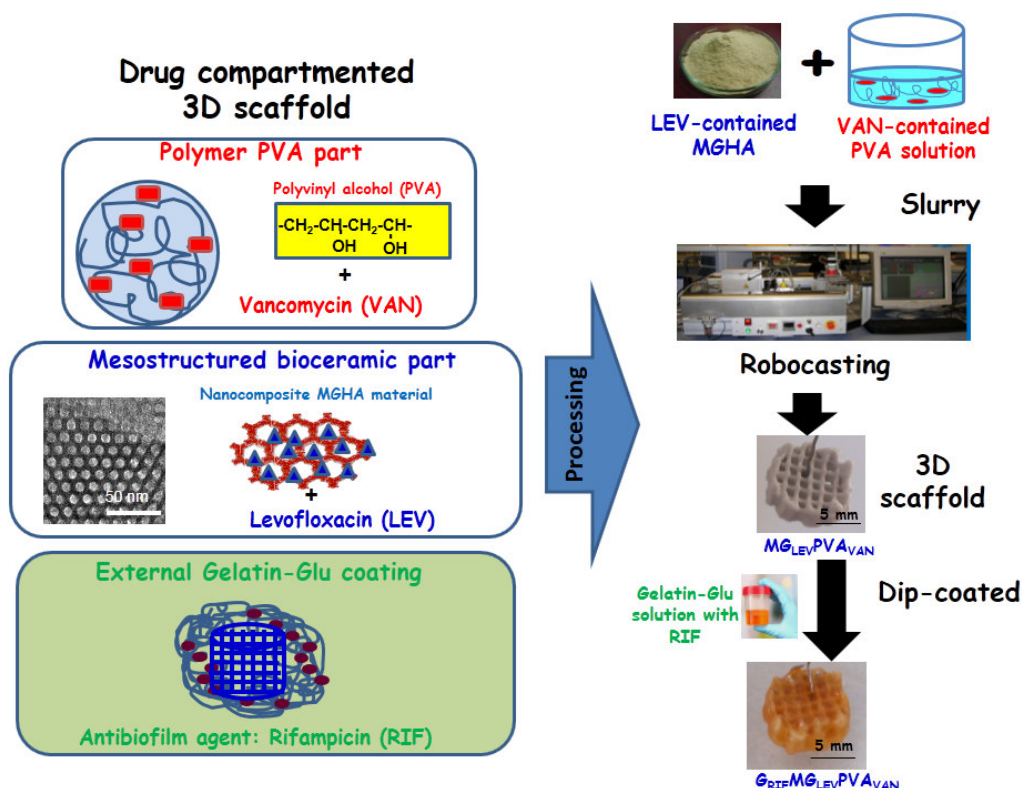 Drug compartmented
3D scaffold
Polymer PVA part
Polyvinyl alcohol (PVA)
-CH₂-CH-CH₂-CH-
OH OH
+
Vancomycin (VAN)
Mesostructured bioceramic part
Nanocomposite MGHA material
50 nm
+
Levofloxacin (LEV)
External Gelatin-Glu coating
Antibiofilm agent: Rifampicin (RIF)
Processing
+
LEV-contained
MGHA
VAN-contained
PVA solution
Slurry
Robocasting
3D
scaffold
5 mm
MG_LEVPVA_VAN
Gelatin-Glu
solution with
RIF
Dip-coated
5 mm
G_RIFMG_LEVPVA_VAN